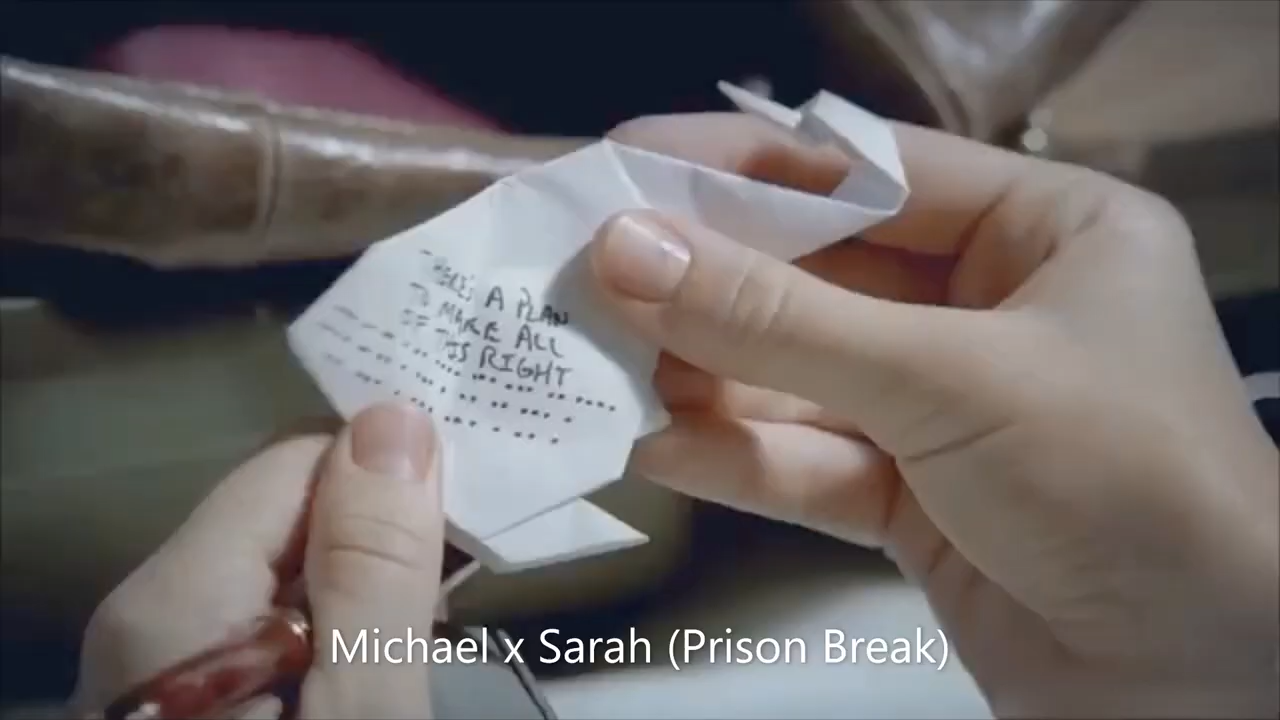 THERE'S A PLAN
TO MAKE ALL
OF THIS RIGHT
Michael x Sarah (Prison Break)